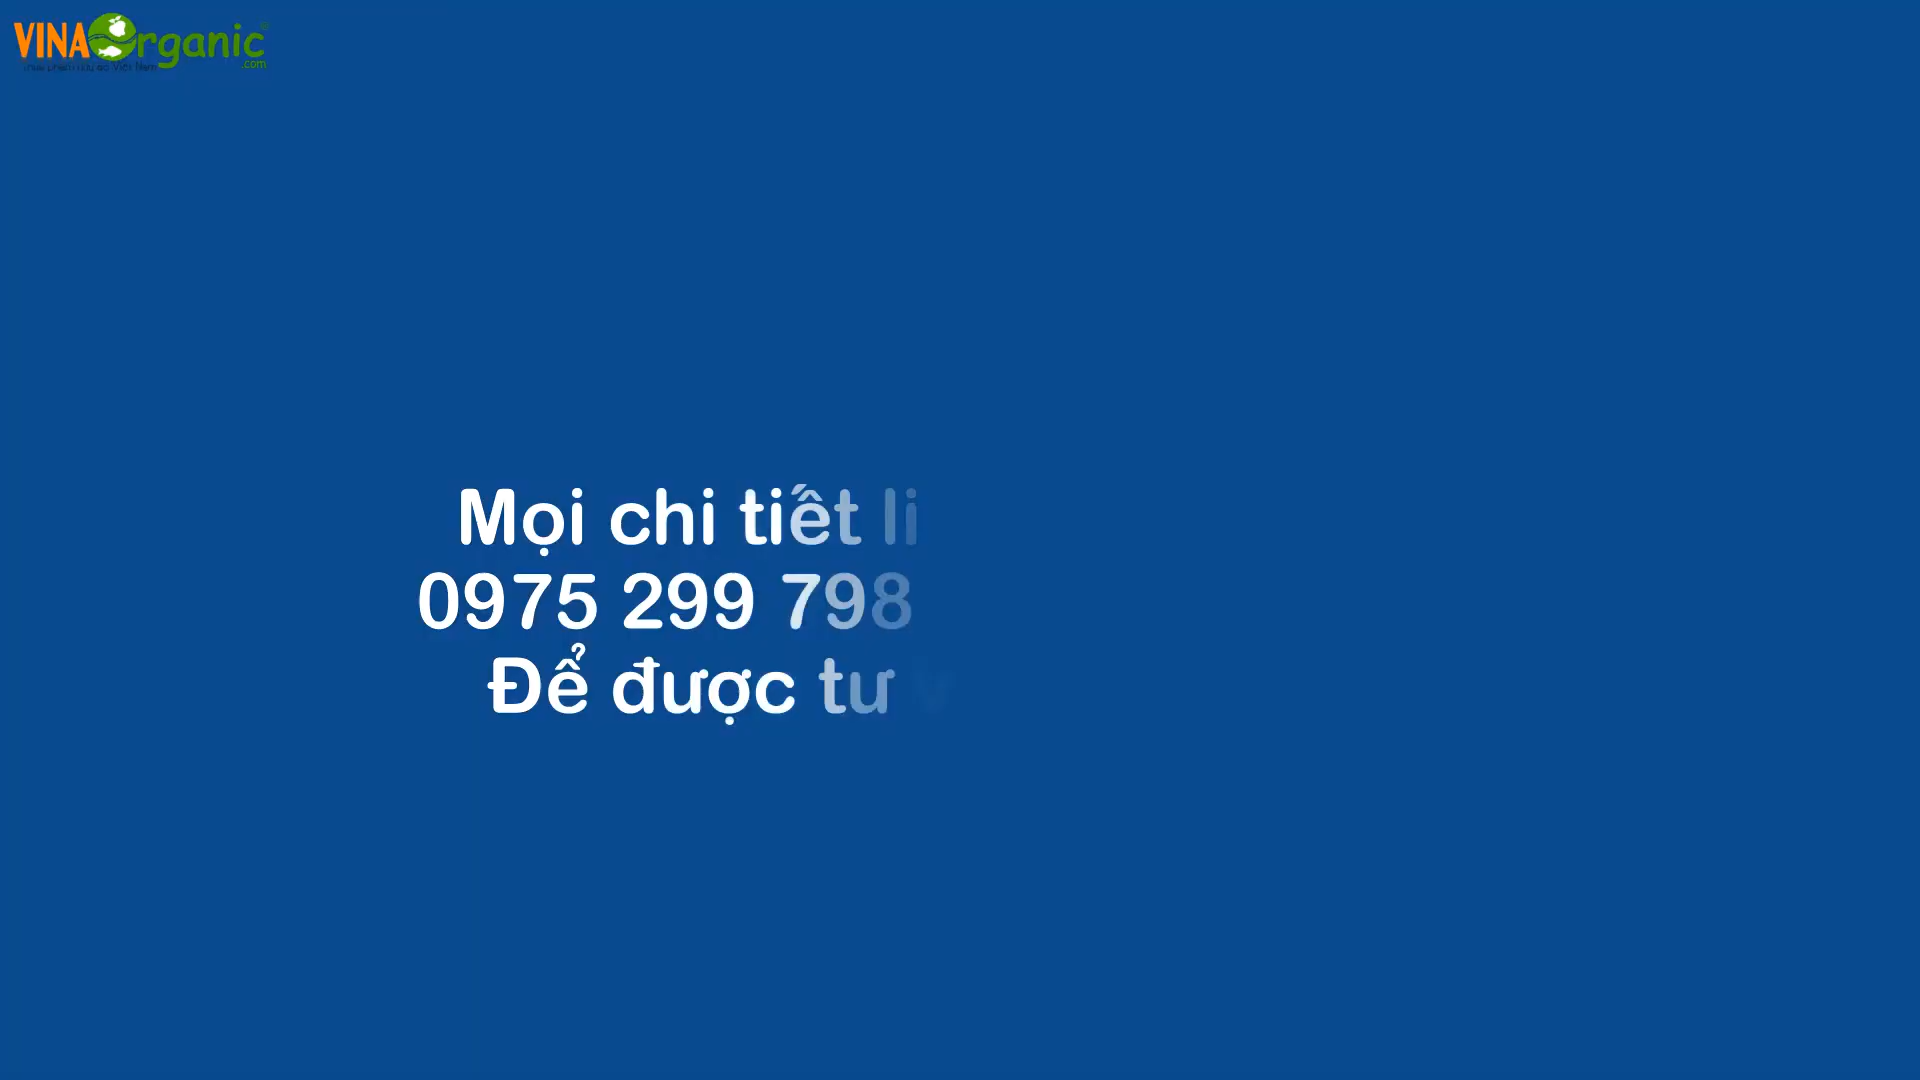 VINAOrganic
.com
Mọi chi tiết li
0975 299 798
Để được tư v